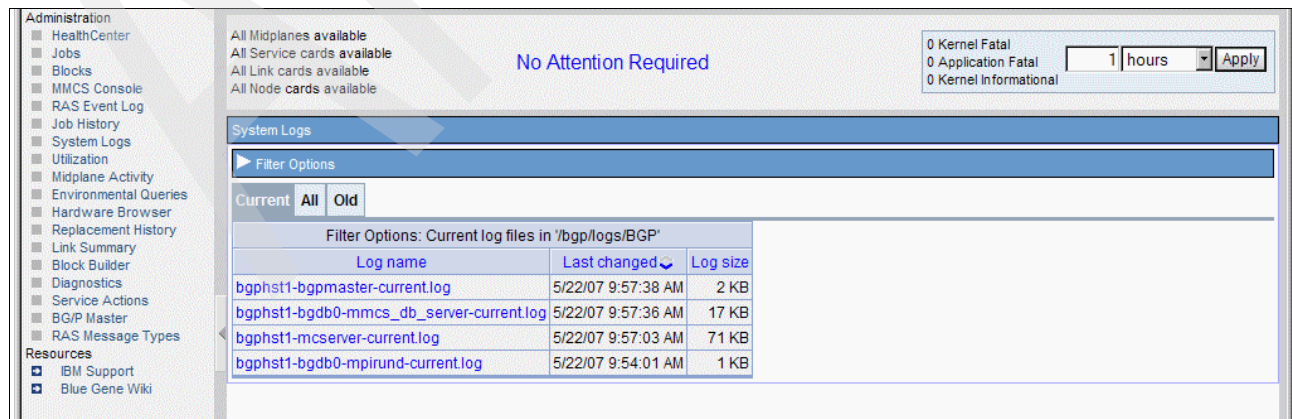 Administration
HealthCenter
Jobs
Blocks
MMCS Console
RAS Event Log
Job History
System Logs
Utilization
Midplane Activity
Environmental Queries
Hardware Browser
Replacement History
Link Summary
Block Builder
Diagnostics
Service Actions
BG/P Master
RAS Message Types
Resources
IBM Support
Blue Gene Wiki
All Midplanes available
All Service cards available
All Link cards available
All Node cards available
No Attention Required
0 Kernel Fatal
0 Application Fatal
0 Kernel Informational
1 hours Apply
System Logs
Filter Options
Current All Old
Filter Options: Current log files in '/bgp/logs/BGP'
Log name Last changed Log size
bgphst1-bgpmaster-current.log 5/22/07 9:57:38 AM 2 KB
bgphst1-bgdb0-mmcs_db_server-current.log 5/22/07 9:57:36 AM 17 KB
bgphst1-mcserver-current.log 5/22/07 9:57:03 AM 71 KB
bgphst1-bgdb0-mpirund-current.log 5/22/07 9:54:01 AM 1 KB